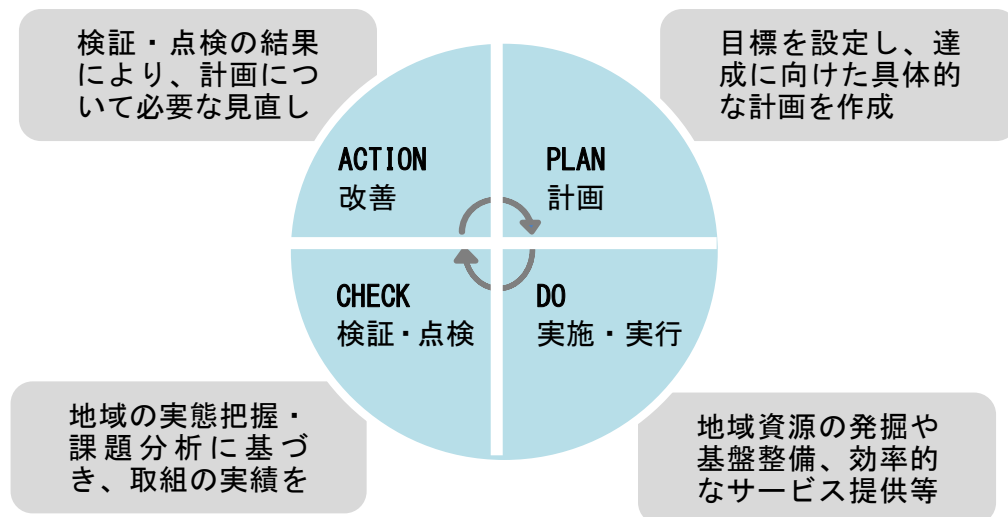 検証・点検の結果
により、計画につ
いて必要な見直し
目標を設定し、達
成に向けた具体的
な計画を作成
ACTION
改善
PLAN
計画
CHECK
検証・点検
DO
実施・実行
地域の実態把握・
課題分析に基づ
き、取組の実績を
地域資源の発掘や
基盤整備、効率的
なサービス提供等